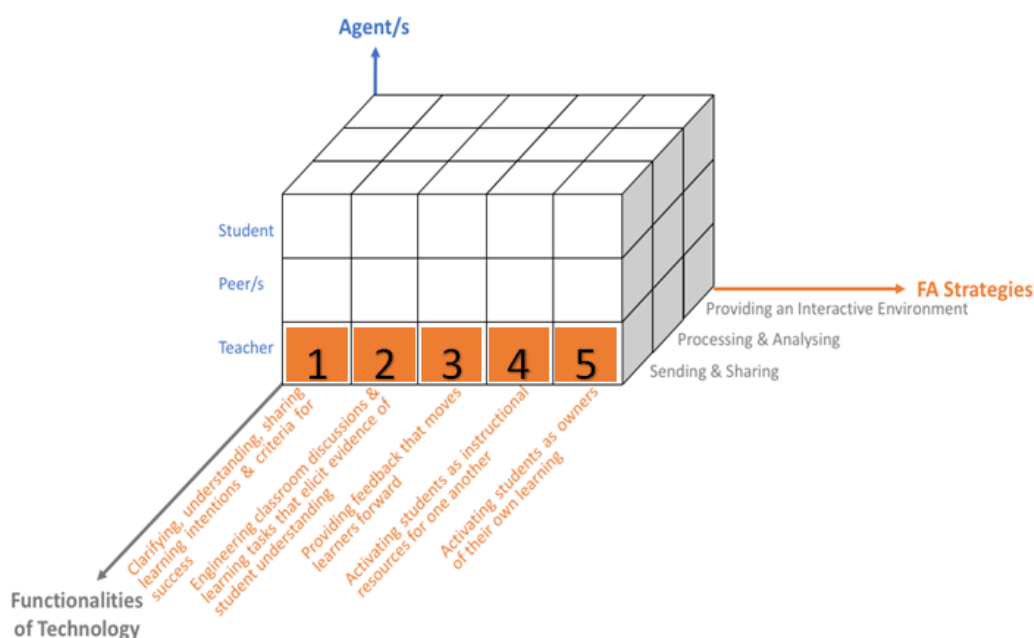 Agent/s
Student
Peer/s
Teacher
1 2 3 4 5
FA Strategies
Providing an Interactive Environment
Processing & Analysing
Sending & Sharing
Clarifying, understanding, sharing
learning intentions & criteria for
success
Engineering classroom discussions &
learning tasks that elicit evidence of
student understanding
Providing feedback that moves
learners forward
Activating students as instructional
resources for one another
Activating students as owners
of their own learning
Functionalities
of Technology